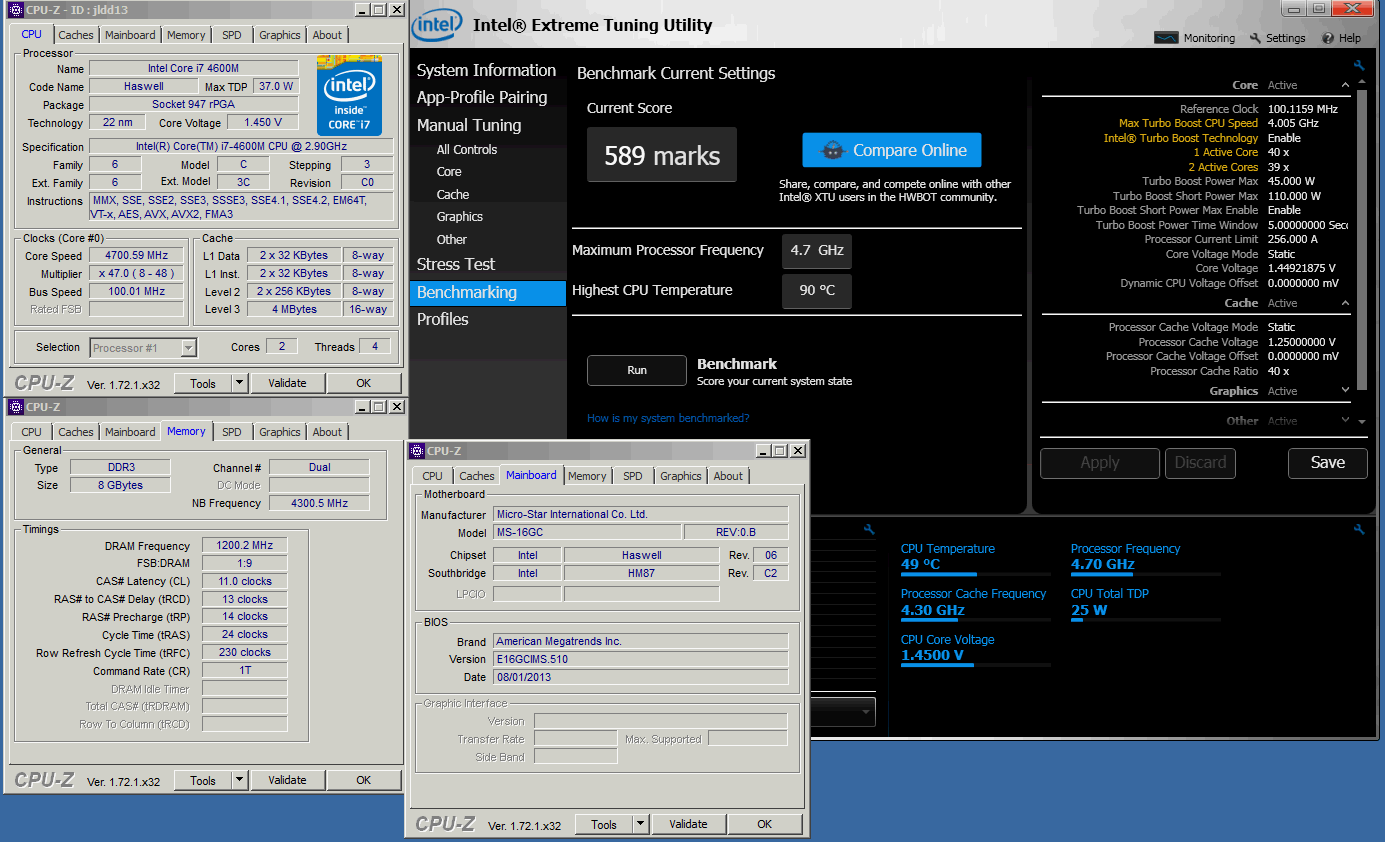 CPU-Z - ID : jldd13
CPU Caches Mainboard Memory SPD Graphics About
Processor
Name Intel Core i7 4600M
Code Name Haswell Max TDP 37.0 W
Package Socket 947 rPGA
Technology 22 nm Core Voltage 1.450 V
intel
inside™
CORE™i7
Specification Intel(R) Core(TM) i7-4600M CPU @ 2.90GHz
Family 6 Model C Stepping 3
Ext. Family 6 Ext. Model 3C Revision C0
Instructions MMX, SSE, SSE2, SSE3, SSSE3, SSE4.1, SSE4.2, EM64T,
VT-x, AES, AVX, AVX2, FMA3
Clocks (Core #0)
Core Speed 4700.59 MHz
Multiplier x 47.0 ( 8 - 48 )
Bus Speed 100.01 MHz
Rated FSB
Cache
L1 Data 2 x 32 KBytes 8-way
L1 Inst. 2 x 32 KBytes 8-way
Level 2 2 x 256 KBytes 8-way
Level 3 4 MBytes 16-way
Selection Processor #1 Cores 2 Threads 4
CPU-Z Ver. 1.72.1.x32 Tools Validate OK
intel Intel® Extreme Tuning Utility
Monitoring Settings Help
System Information
App-Profile Pairing
Manual Tuning
All Controls
Core
Cache
Graphics
Other
Stress Test
Benchmarking
Profiles
Benchmark Current Settings
Current Score
589 marks
Compare Online
Share, compare, and compete online with other
Intel® XTU users in the HWBOT community.
Maximum Processor Frequency 4.7 GHz
Highest CPU Temperature 90 °C
Run Benchmark
Score your current system state
How is my system benchmarked?
Core Active
Reference Clock 100.1159 MHz
Max Turbo Boost CPU Speed 4.005 GHz
Intel® Turbo Boost Technology Enable
1 Active Core 40 x
2 Active Cores 39 x
Turbo Boost Power Max 45.000 W
Turbo Boost Short Power Max 110.000 W
Turbo Boost Short Power Max Enable Enable
Turbo Boost Power Time Window 5.00000000 Sec
Processor Current Limit 256.000 A
Core Voltage Mode Static
Core Voltage 1.44921875 V
Dynamic CPU Voltage Offset 0.0000000 mV
Cache Active
Processor Cache Voltage Mode Static
Processor Cache Voltage 1.25000000 V
Processor Cache Voltage Offset 0.0000000 mV
Processor Cache Ratio 40 x
Graphics Active
Other Active
Apply Discard Save
CPU Temperature
49 °C
Processor Frequency
4.70 GHz
Processor Cache Frequency
4.30 GHz
CPU Total TDP
25 W
CPU Core Voltage
1.4500 V
CPU-Z
CPU Caches Mainboard Memory SPD Graphics About
General
Type DDR3 Channel # Dual
Size 8 GBytes DC Mode
NB Frequency 4300.5 MHz
Timings
DRAM Frequency 1200.2 MHz
FSB:DRAM 1:9
CAS# Latency (CL) 11.0 clocks
RAS# to CAS# Delay (tRCD) 13 clocks
RAS# Precharge (tRP) 14 clocks
Cycle Time (tRAS) 24 clocks
Row Refresh Cycle Time (tRFC) 230 clocks
Command Rate (CR) 1T
DRAM Idle Timer
Total CAS# (tRDRAM)
Row To Column (tRCD)
CPU-Z Ver. 1.72.1.x32 Tools Validate OK
CPU-Z
CPU Caches Mainboard Memory SPD Graphics About
Motherboard
Manufacturer Micro-Star International Co. Ltd.
Model MS-16GC REV:0.B
Chipset Intel Haswell Rev. 06
Southbridge Intel HM87 Rev. C2
LPCIO
BIOS
Brand American Megatrends Inc.
Version E16GCIMS.510
Date 08/01/2013
Graphic Interface
Version
Transfer Rate Max. Supported
Side Band
CPU-Z Ver. 1.72.1.x32 Tools Validate OK